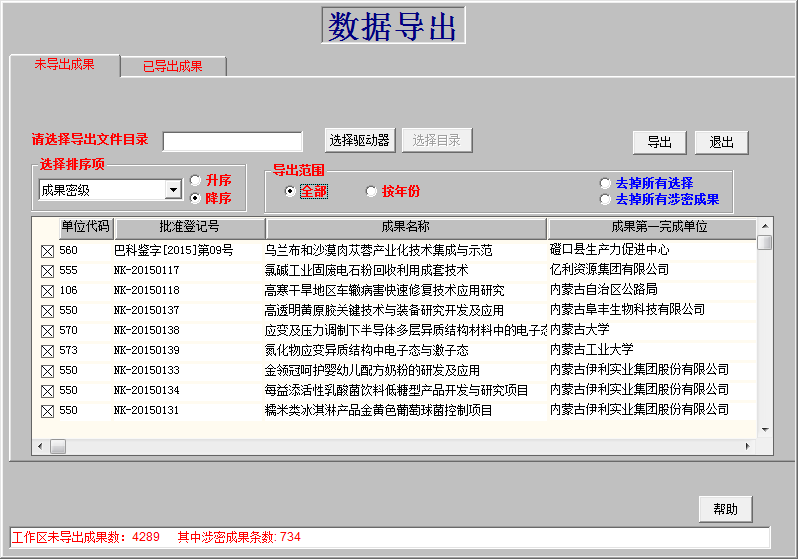 数据导出
未导出成果 已导出成果
请选择导出文件目录 选择驱动器 选择目录 导出 退出
选择排序项 导出范围
成果密级 升序 降序 全部 按年份 去掉所有选择
去掉所有涉密成果
单位代码 批准登记号 成果名称 成果第一完成单位
560 巴科鉴字[2015]第09号 乌兰布和沙漠肉苁蓉产业化技术集成与示范 磴口县生产力促进中心
555 NK-20150117 氯碱工业固废电石粉回收利用成套技术 亿利资源集团有限公司
106 NK-20150118 高寒干旱地区车辙病害快速修复技术应用研究 内蒙古自治区公路局
550 NK-20150137 高透明黄原胶关键技术与装备研究开发及应用 内蒙古阜丰生物科技有限公司
570 NK-20150138 应变及压力调制下半导体多层异质结构材料中的电子态 内蒙古大学
573 NK-20150139 氮化物应变异质结构中电子态与激子态 内蒙古工业大学
550 NK-20150133 金领冠呵护婴幼儿配方奶粉的研发及应用 内蒙古伊利实业集团股份有限公司
550 NK-20150134 每益添活性乳酸菌饮料低糖型产品开发与研究项目 内蒙古伊利实业集团股份有限公司
550 NK-20150131 糯米类冰淇淋产品金黄色葡萄球菌控制项目 内蒙古伊利实业集团股份有限公司
帮助
工作区未导出成果数: 4289 其中涉密成果条数: 734